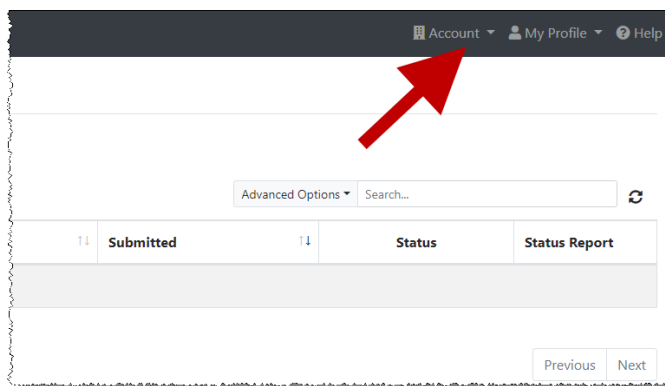 Account My Profile Help
Advanced Options Search...
Submitted Status Status Report
Previous Next